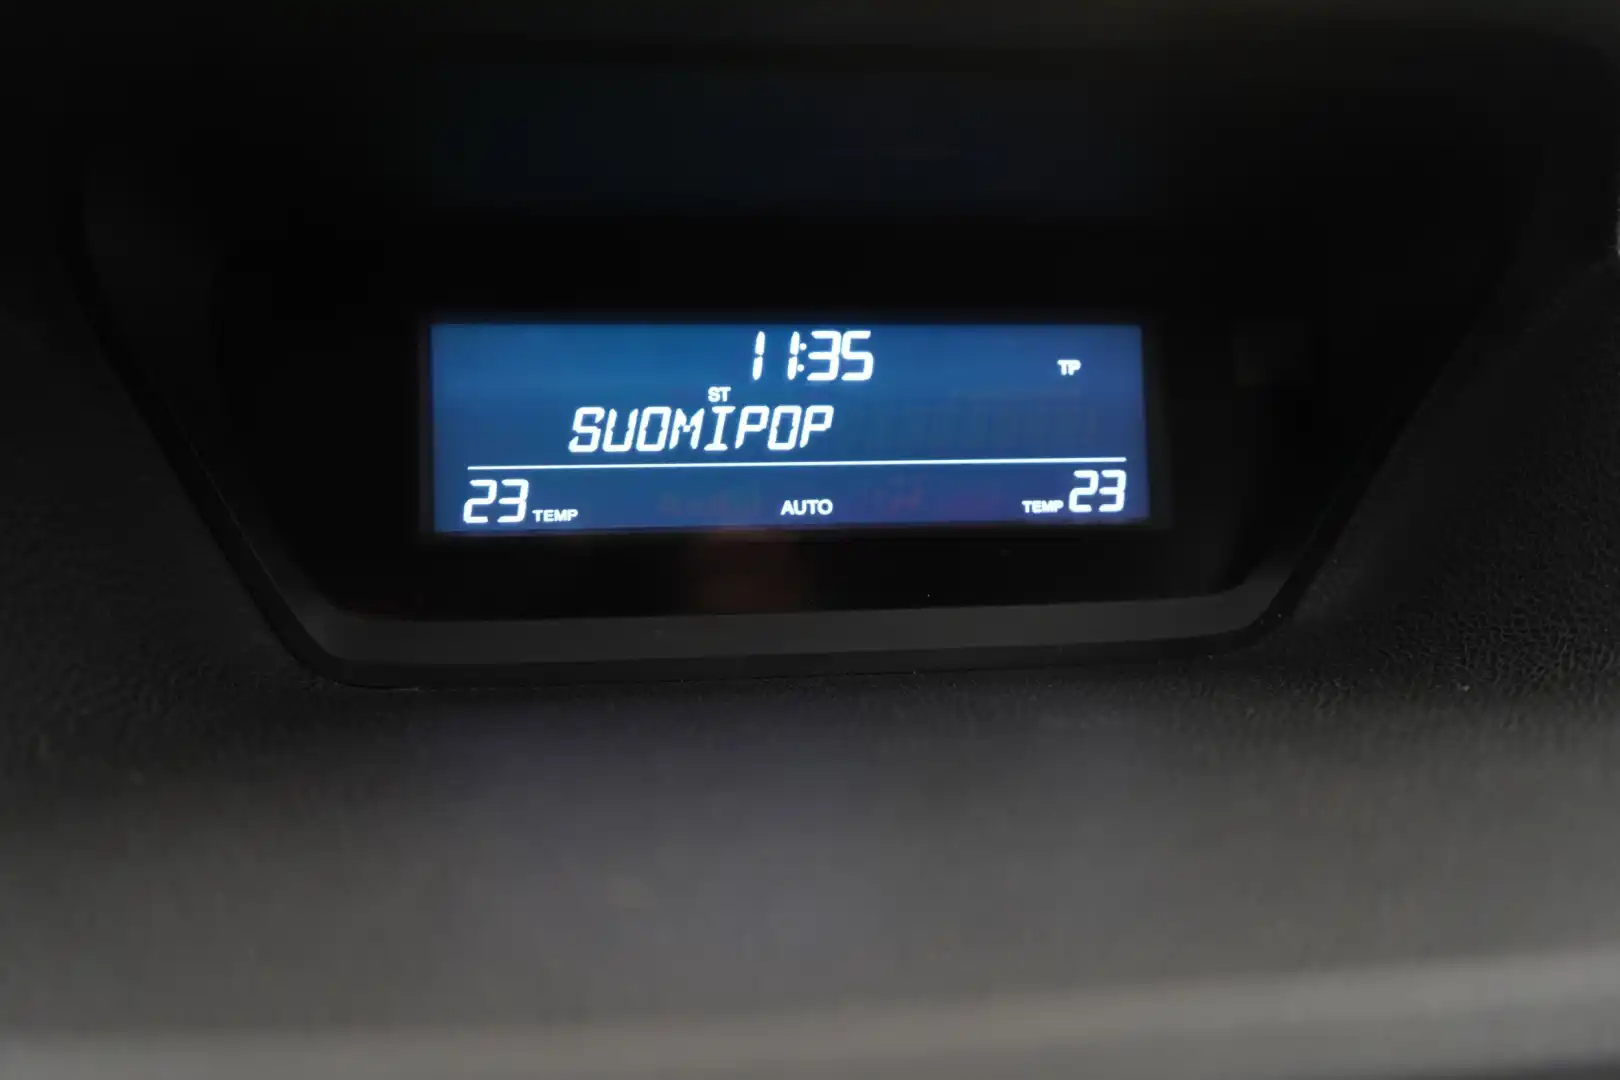 11:35
TP
ST
SUOMIPOP
23 TEMP AUTO TEMP 23